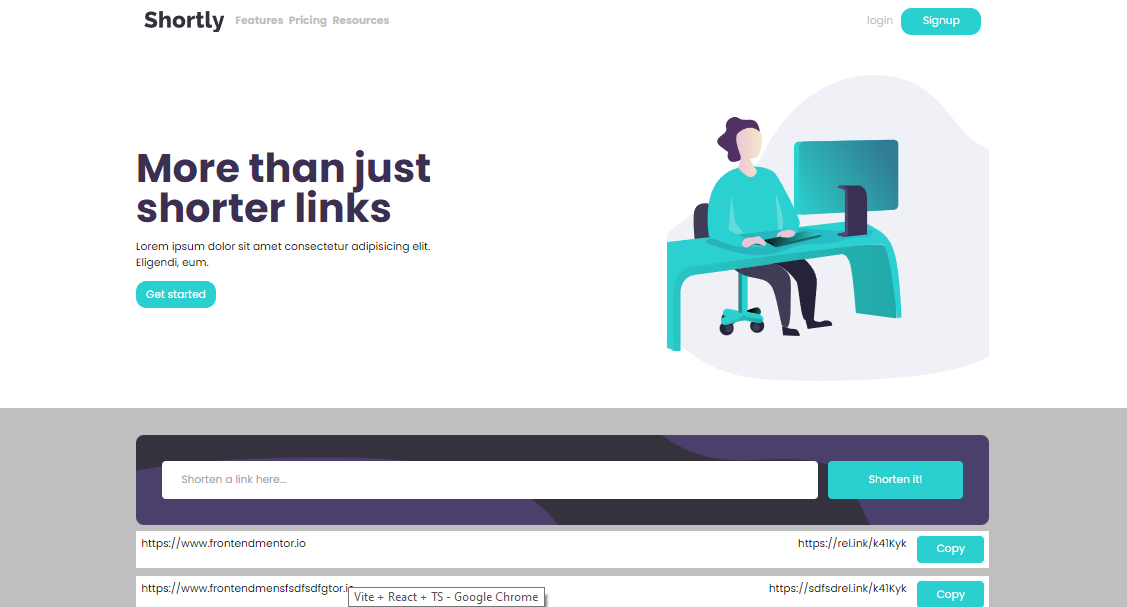 Shortly Features Pricing Resources login Signup
More than just
shorter links
Lorem ipsum dolor sit amet consectetur adipisicing elit.
Eligendi, eum.
Get started
Shorten a link here... Shorten it!
https://www.frontendmentor.io https://rel.ink/k41Kyk Copy
https://www.frontendmensfsdfsdfgtor.io https://sdfsdrel.ink/k41Kyk Copy
Vite + React + TS - Google Chrome